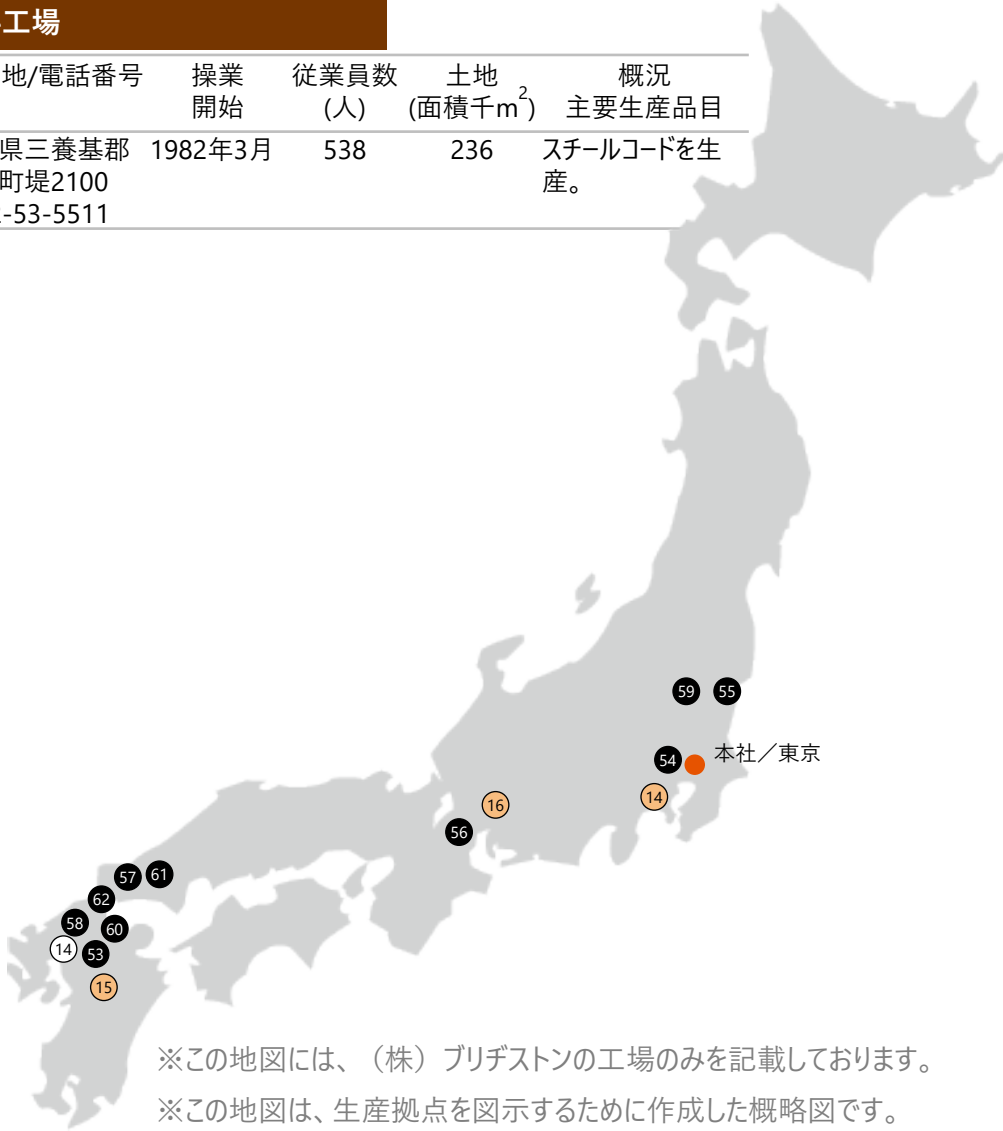 工場
地/電話番号 操業開始 従業員数(人) 土地(面積千m²) 概況 主要生産品目
県三養基郡 1982年3月 538 236 スチールコードを生
町堤2100 産。
-53-5511
59 55
54 本社/東京
16 14
56
57 61
62
58 60
14 53
15
※この地図には、（株）ブリヂストンの工場のみを記載しております。
※この地図は、生産拠点を図示するために作成した概略図です。